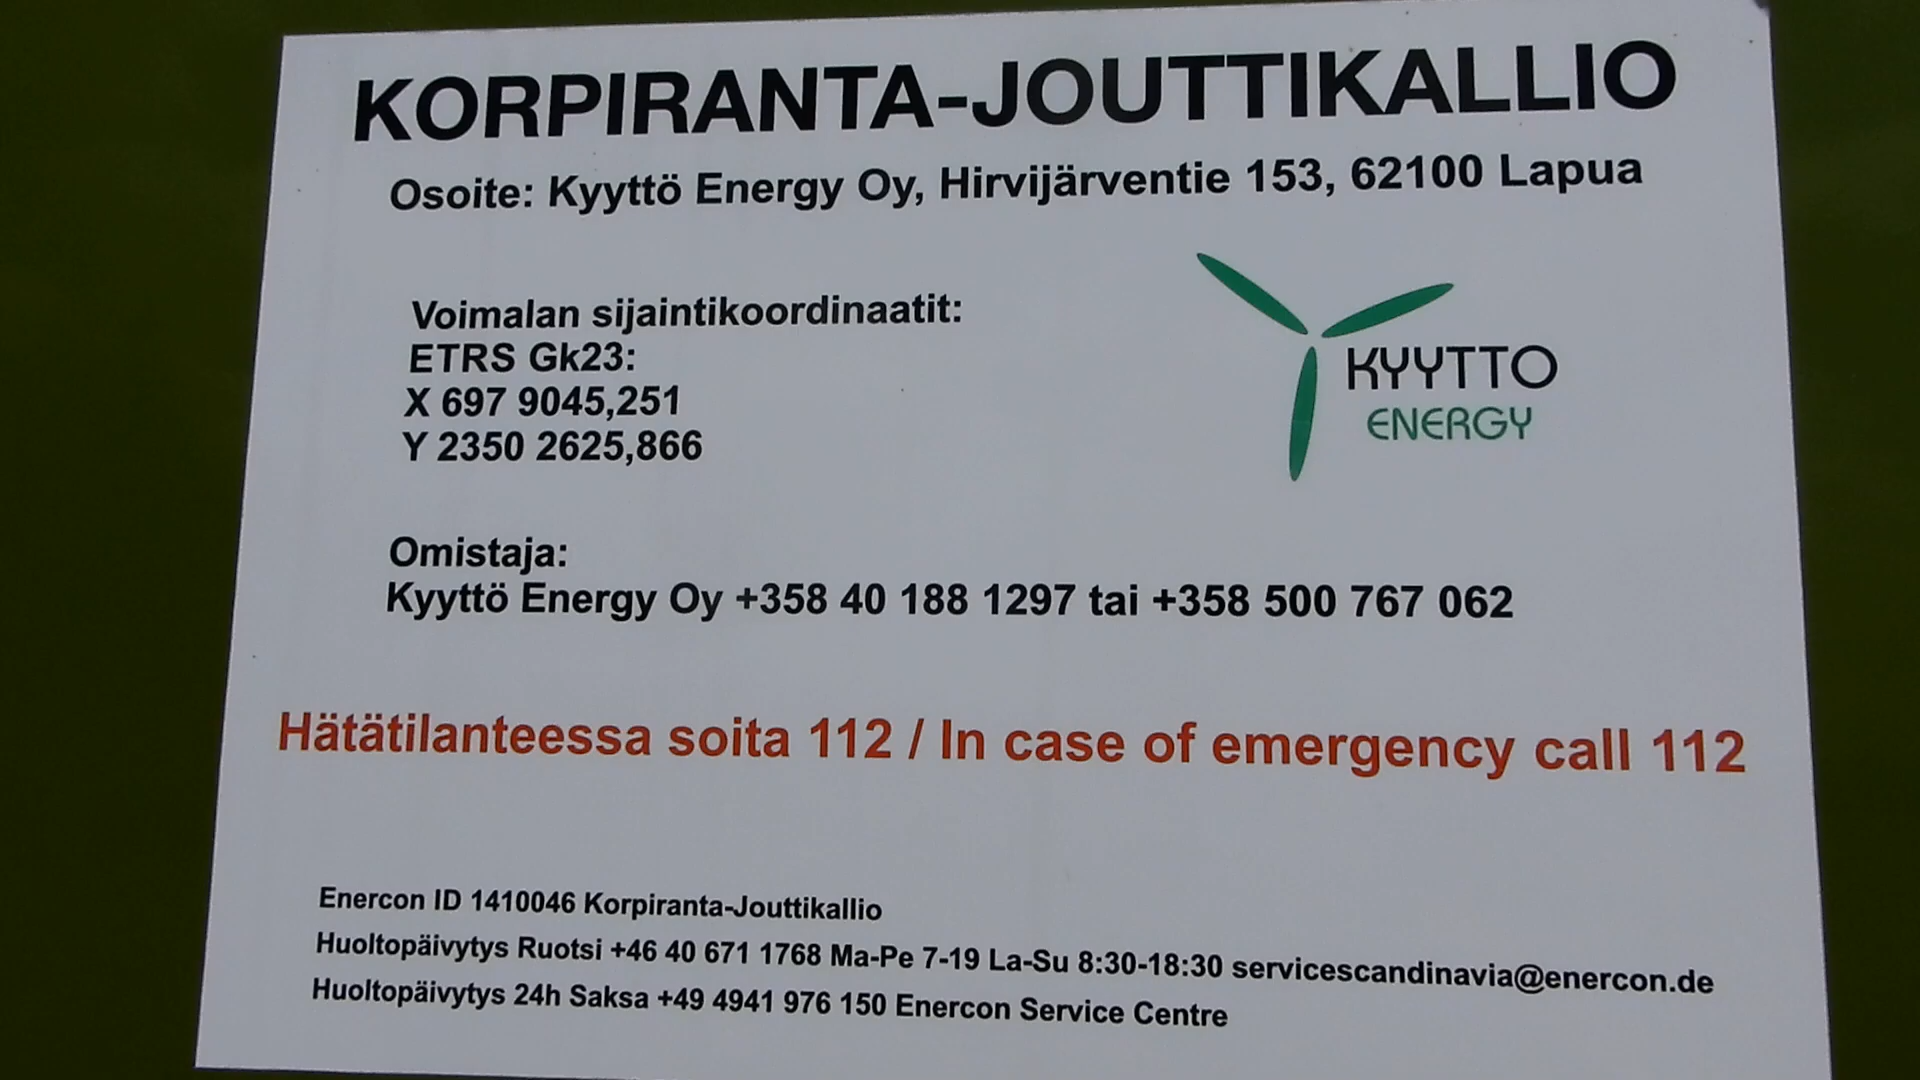 KORPIRANTA-JOUTTIKALLIO
Osoite: Kyyttö Energy Oy, Hirvijärventie 153, 62100 Lapua
Voimalan sijaintikoordinaatit:
ETRS Gk23:
X 697 9045,251
Y 2350 2625,866
KYYTTO
ENERGY
Omistaja:
Kyyttö Energy Oy +358 40 188 1297 tai +358 500 767 062
Hätätilanteessa soita 112 / In case of emergency call 112
Enercon ID 1410046 Korpiranta-Jouttikallio
Huoltopäivytys Ruotsi +46 40 671 1768 Ma-Pe 7-19 La-Su 8:30-18:30 servicescandinavia@enercon.de
Huoltopäivytys 24h Saksa +49 4941 976 150 Enercon Service Centre